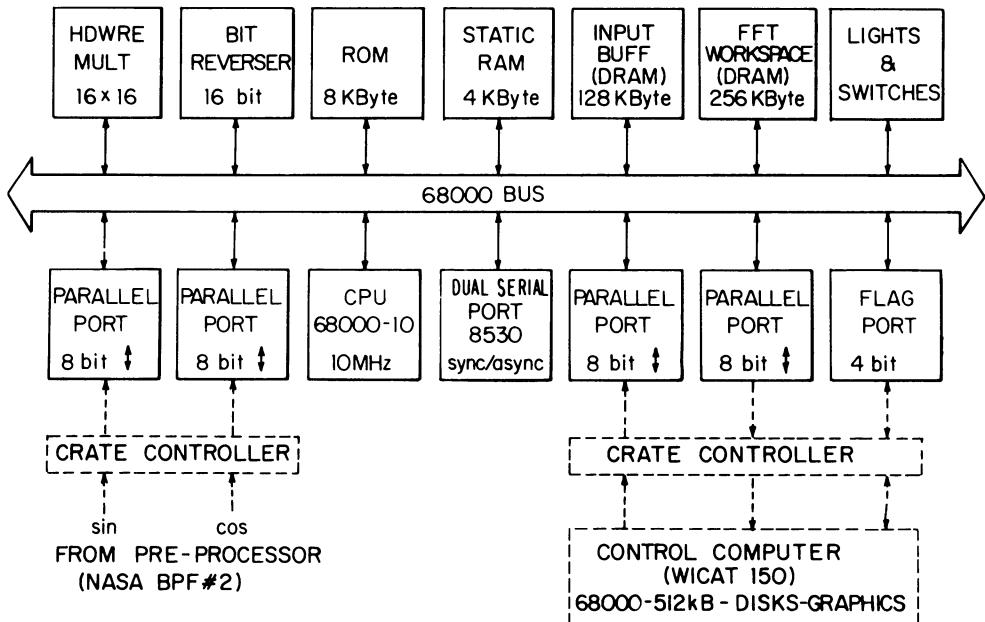 HDWRE
MULT
16 x 16
BIT
REVERSER
16 bit
ROM
8 KByte
STATIC
RAM
4 KByte
INPUT
BUFF
(DRAM)
128 KByte
FFT
WORKSPACE
(DRAM)
256 KByte
LIGHTS
&
SWITCHES
68000 BUS
PARALLEL
PORT
8 bit
PARALLEL
PORT
8 bit
CPU
68000-10
10MHz
DUAL SERIAL
PORT
8530
sync/async
PARALLEL
PORT
8 bit
PARALLEL
PORT
8 bit
FLAG
PORT
4 bit
CRATE CONTROLLER
CRATE CONTROLLER
sin
cos
FROM PRE-PROCESSOR
(NASA BPF#2)
CONTROL COMPUTER
(WICAT 150)
68000-512kB-DISKS-GRAPHICS